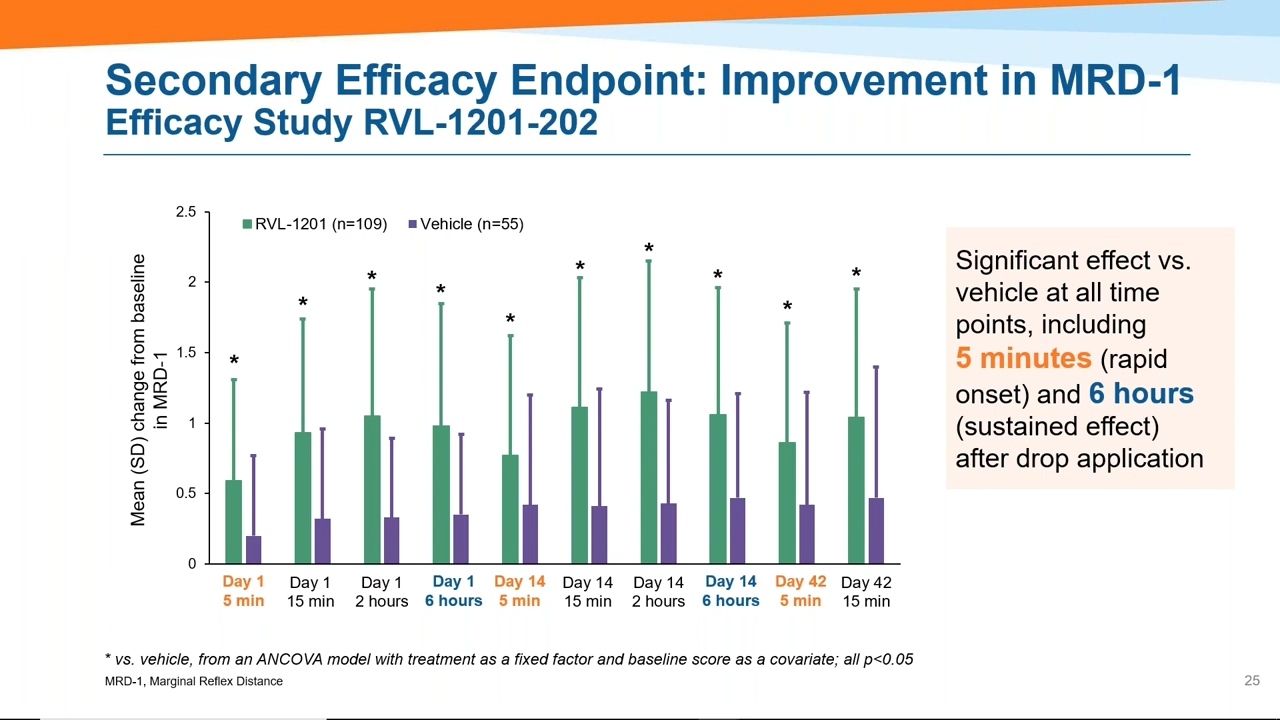 Secondary Efficacy Endpoint: Improvement in MRD-1
Efficacy Study RVL-1201-202
Mean (SD) change from baseline
in MRD-1
2.5
2
1.5
1
0.5
0
RVL-1201 (n=109)
Vehicle (n=55)
*
*
*
*
*
*
*
*
*
*
Day 1
5 min
Day 1
15 min
Day 1
2 hours
Day 1
6 hours
Day 14
5 min
Day 14
15 min
Day 14
2 hours
Day 14
6 hours
Day 42
5 min
Day 42
15 min
Significant effect vs.
vehicle at all time
points, including
5 minutes (rapid
onset) and 6 hours
(sustained effect)
after drop application
* vs. vehicle, from an ANCOVA model with treatment as a fixed factor and baseline score as a covariate; all p<0.05
MRD-1, Marginal Reflex Distance
25